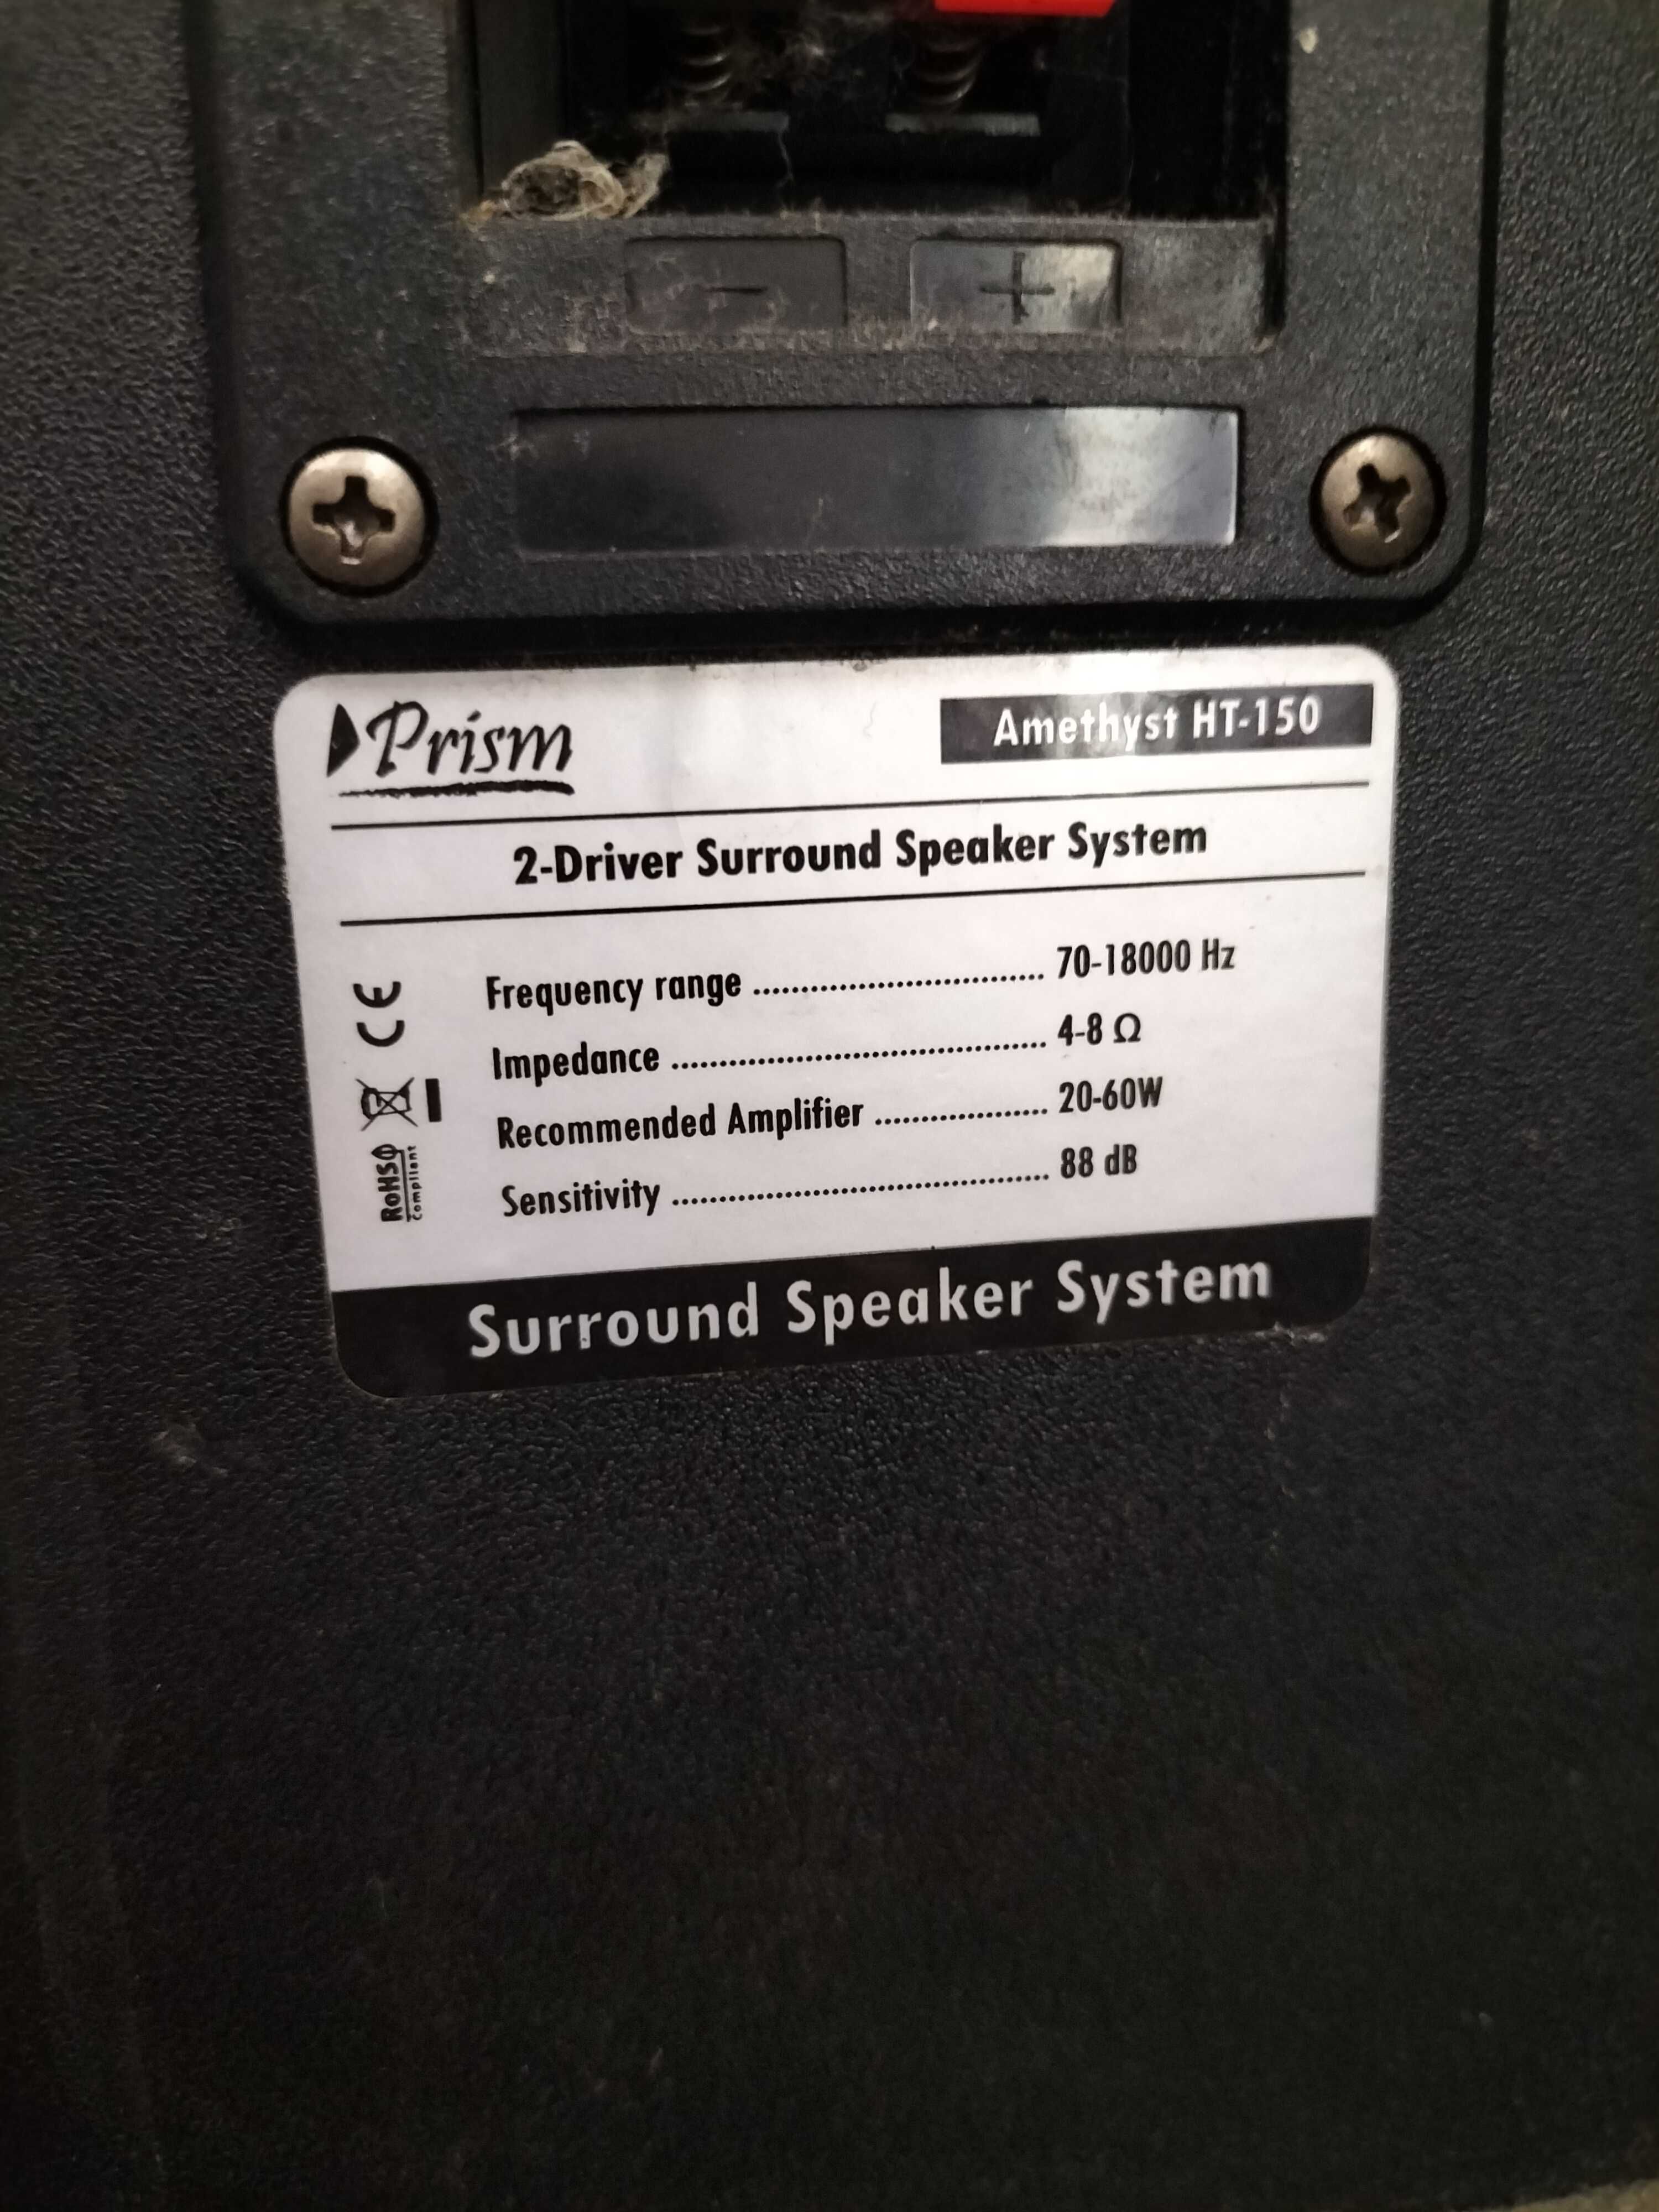 - +
Prism
Amethyst HT-150
2-Driver Surround Speaker System
CE
Frequency range ........................... 70-18000 Hz
Impedance ........................... 4-8 Ω
Recommended Amplifier ........................... 20-60W
Sensitivity ........................... 88 dB
RoHS
Compliant
Surround Speaker System